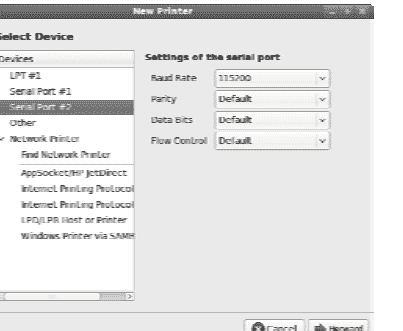 New Printer
Select Device
Devices
LPT #1
Serial Port #1
Serial Port #2
Other
Network Printer
Find Network Printer
AppSocket/HP JetDirect
Internet Printing Protocol
Internet Printing Protocol
LPD/LPR Host or Printer
Windows Printer via SAMB
Settings of the serial port
Baud Rate 115200
Parity Default
Data Bits Default
Flow Control Default
Cancel Forward